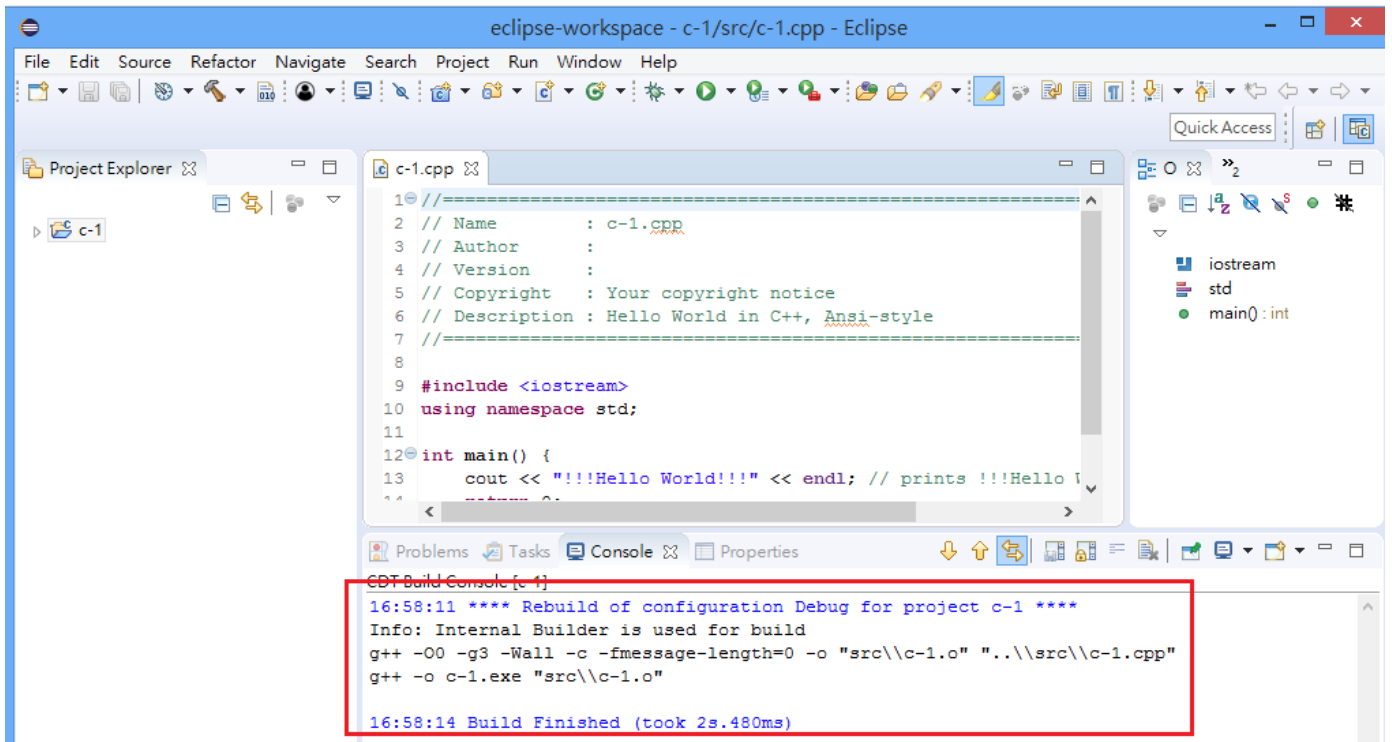 eclipse-workspace - c-1/src/c-1.cpp - Eclipse
File Edit Source Refactor Navigate Search Project Run Window Help
Quick Access
Project Explorer
c-1
c-1.cpp
1 //===========================================================================
2 // Name        : c-1.cpp
3 // Author      :
4 // Version     :
5 // Copyright   : Your copyright notice
6 // Description : Hello World in C++, Ansi-style
7 //===========================================================================
8
9 #include <iostream>
10 using namespace std;
11
12 int main() {
13     cout << "!!!Hello World!!!" << endl; // prints !!!Hello
O
2
iostream
std
main() : int
Problems Tasks Console Properties
CDT Build Console [c-1]
16:58:11 **** Rebuild of configuration Debug for project c-1 ****
Info: Internal Builder is used for build
g++ -O0 -g3 -Wall -c -fmessage-length=0 -o "src\\c-1.o" "..\\src\\c-1.cpp"
g++ -o c-1.exe "src\\c-1.o"
16:58:14 Build Finished (took 2s.480ms)